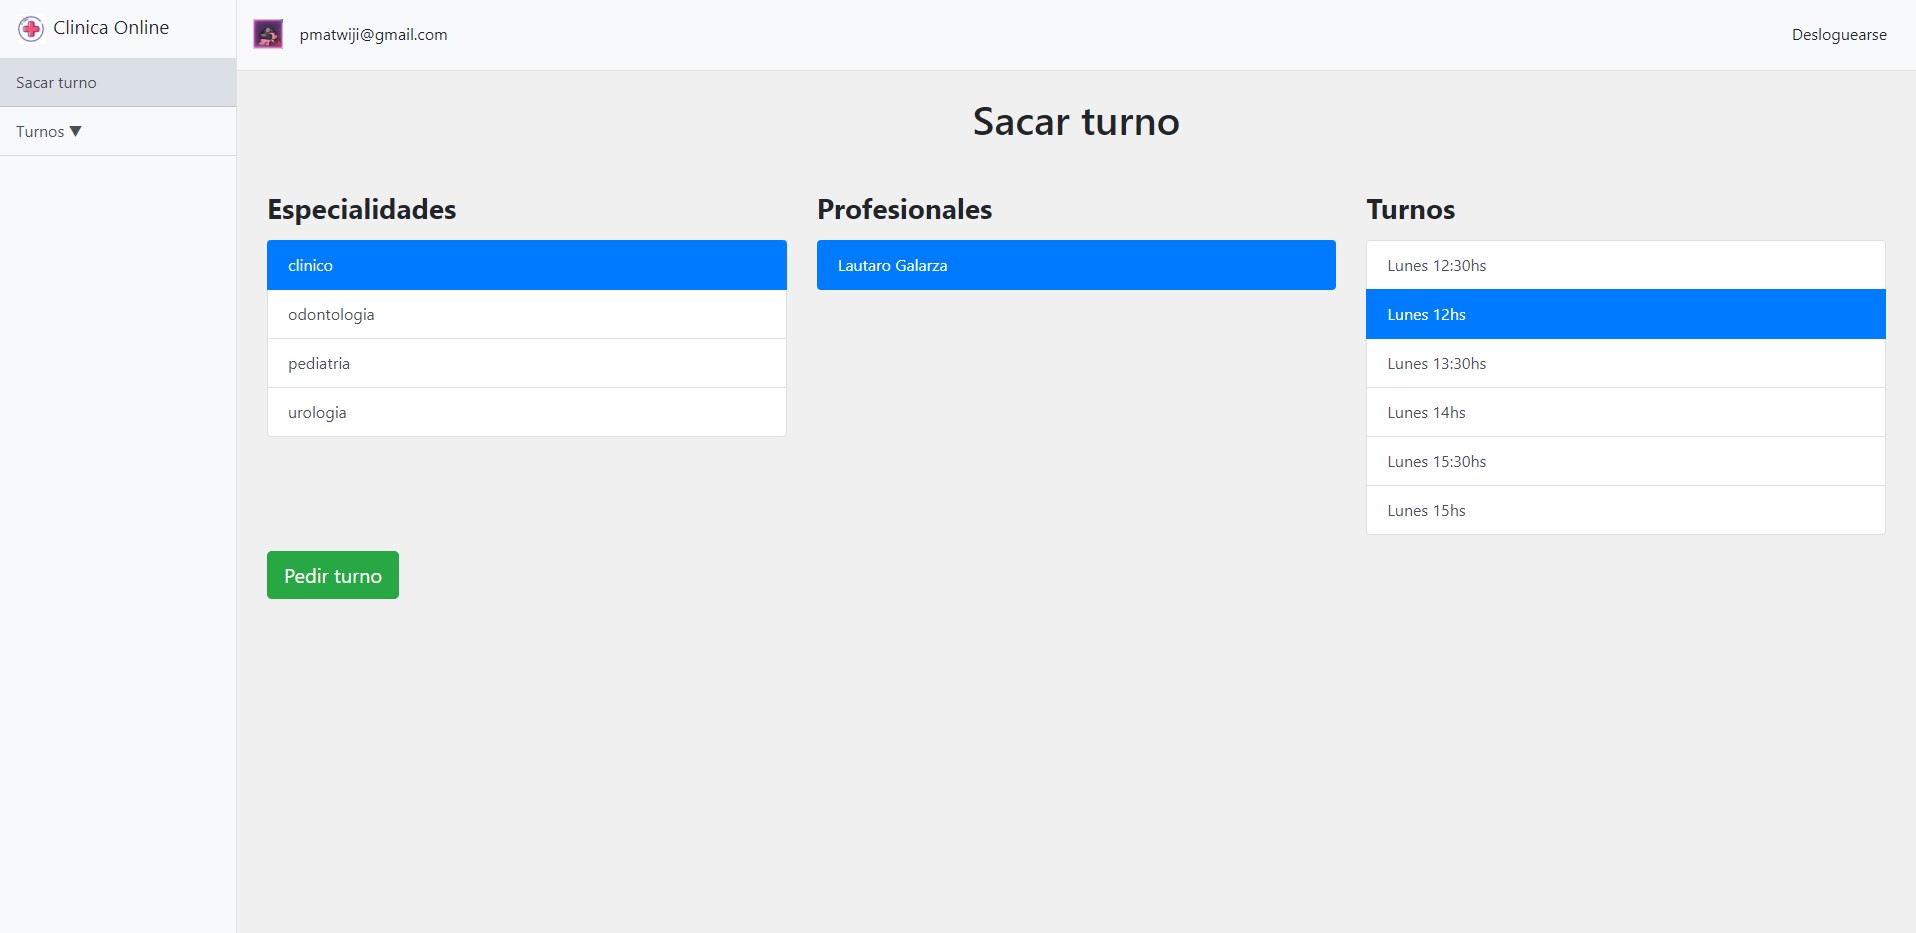 Clinica Online
pmatwiji@gmail.com
Desloguearse
Sacar turno
Turnos ▼
Sacar turno
Especialidades
clinico
odontologia
pediatria
urologia
Profesionales
Lautaro Galarza
Turnos
Lunes 12:30hs
Lunes 12hs
Lunes 13:30hs
Lunes 14hs
Lunes 15:30hs
Lunes 15hs
Pedir turno